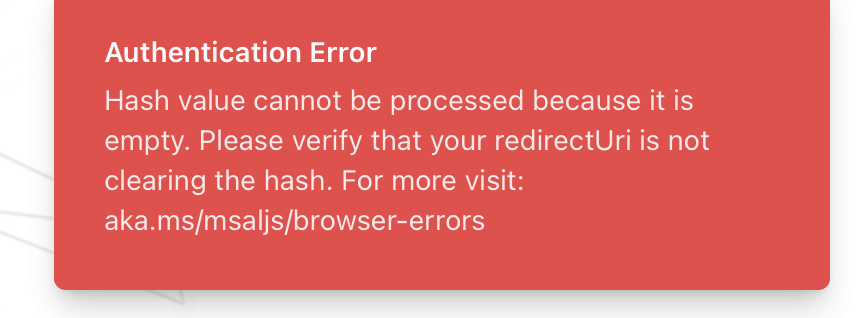 Authentication Error
Hash value cannot be processed because it is
empty. Please verify that your redirectUri is not
clearing the hash. For more visit:
aka.ms/msaljs/browser-errors